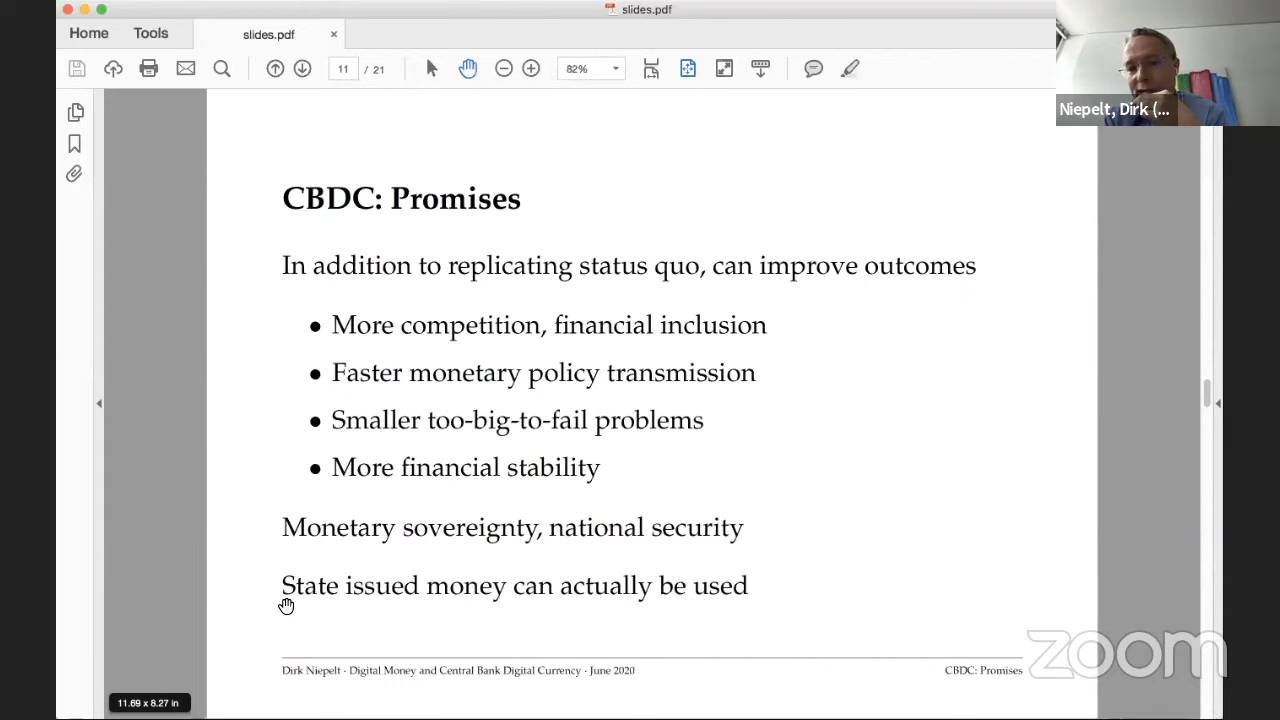 slides.pdf
Home
Tools
slides.pdf
×
11 / 21
82%
Niepelt, Dirk (...
CBDC: Promises
In addition to replicating status quo, can improve outcomes
• More competition, financial inclusion
• Faster monetary policy transmission
• Smaller too-big-to-fail problems
• More financial stability
Monetary sovereignty, national security
State issued money can actually be used
Dirk Niepelt · Digital Money and Central Bank Digital Currency · June 2020
CBDC: Promises
zoom
11.69 x 8.27 in